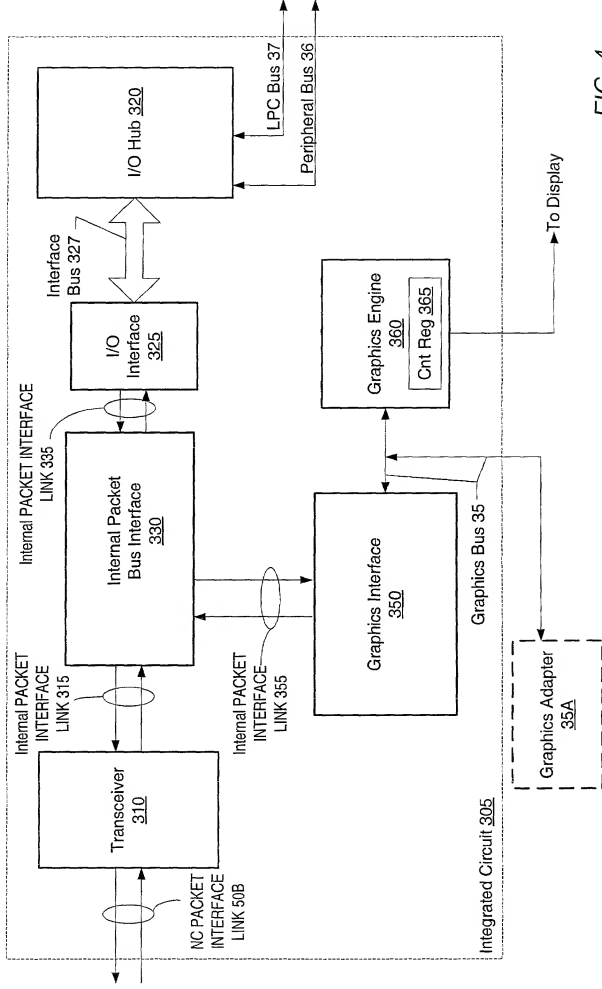 NC PACKET
INTERFACE
LINK 50B
Transceiver
310
Internal PACKET
INTERFACE
LINK 315
Internal Packet
Bus Interface
330
Internal PACKET INTERFACE
LINK 335
I/O
Interface
325
Interface
Bus 327
I/O Hub 320
LPC Bus 37
Peripheral Bus 36
Internal PACKET
INTERFACE
LINK 355
Graphics Interface
350
Graphics Engine
360
Cnt Reg 365
Graphics Bus 35
To Display
Integrated Circuit 305
Graphics Adapter
35A